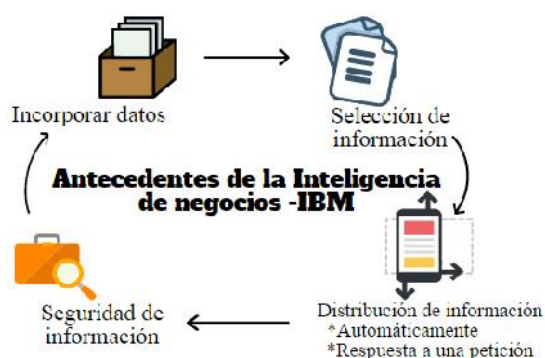 Incorporar datos
Selección de
información
Antecedentes de la Inteligencia
de negocios -IBM
Distribución de información
*Automáticamente
*Respuesta a una petición
Seguridad de
información